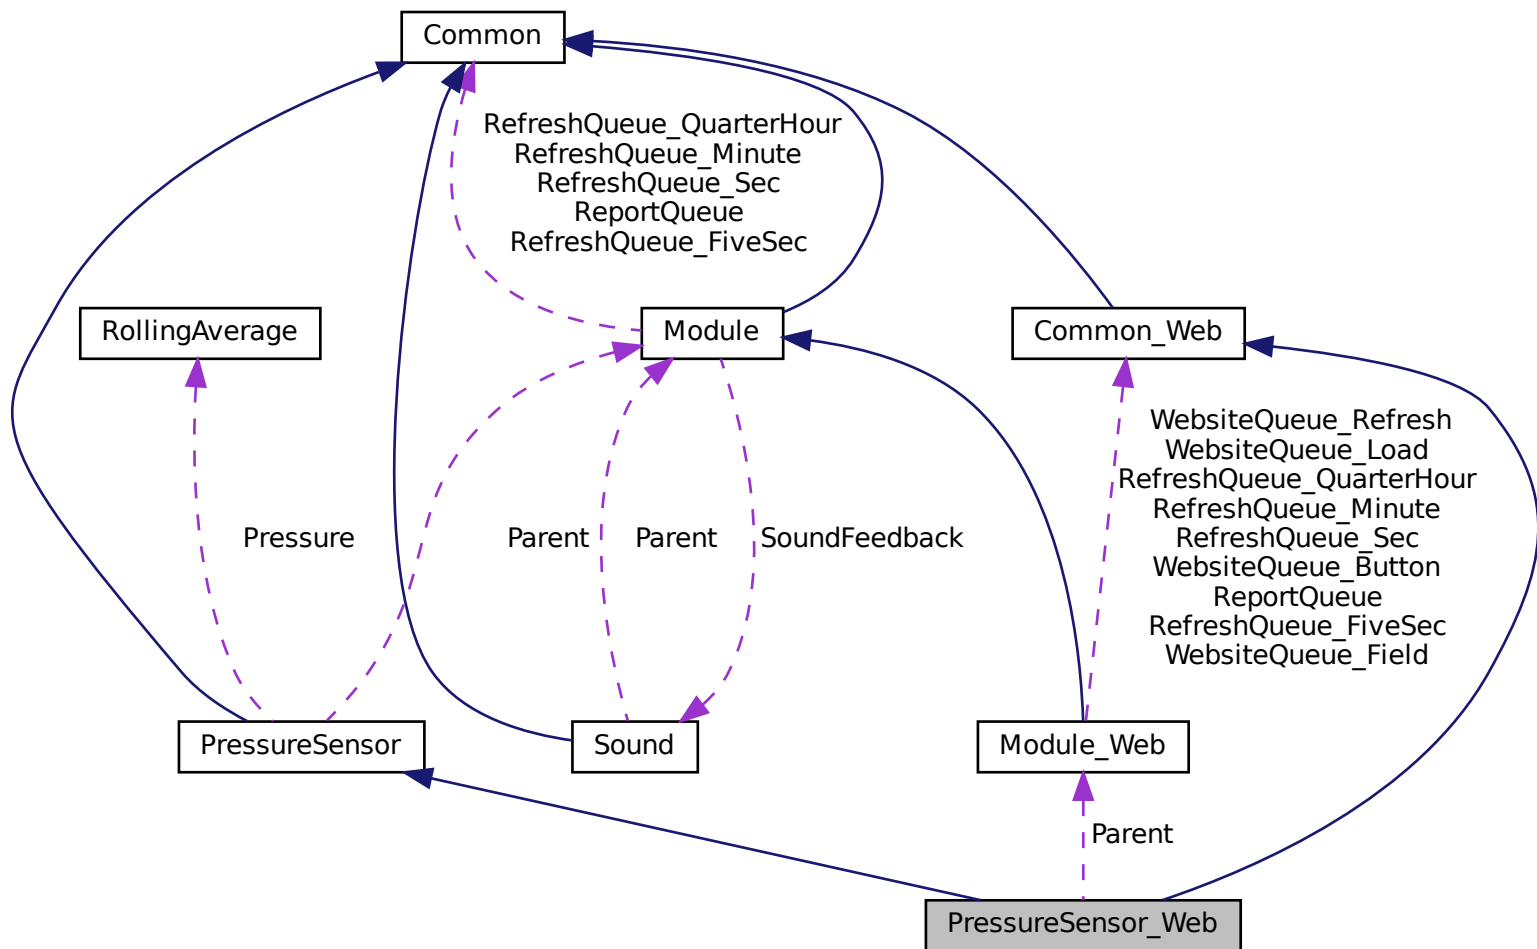 Common
RefreshQueue_QuarterHour
RefreshQueue_Minute
RefreshQueue_Sec
ReportQueue
RefreshQueue_FiveSec
RollingAverage
Module
Common_Web
WebsiteQueue_Refresh
WebsiteQueue_Load
RefreshQueue_QuarterHour
RefreshQueue_Minute
RefreshQueue_Sec
WebsiteQueue_Button
ReportQueue
RefreshQueue_FiveSec
WebsiteQueue_Field
Pressure
Parent
Parent
SoundFeedback
PressureSensor
Sound
Module_Web
Parent
PressureSensor_Web